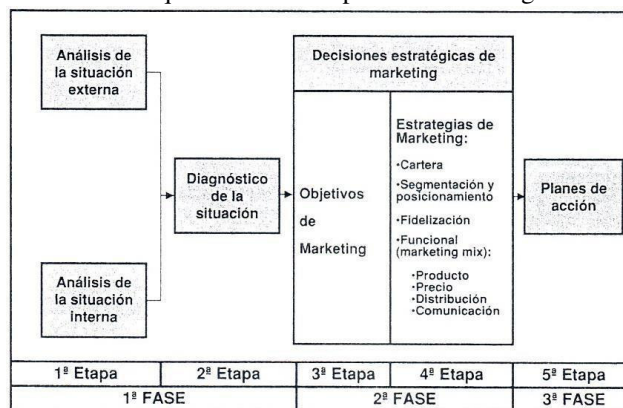 Análisis de
la situación
externa
Análisis de
la situación
interna
Diagnóstico
de la
situación
Decisiones estratégicas de
marketing
Objetivos
de
Marketing
Estrategias de
Marketing:
•Cartera
•Segmentación y
posicionamiento
•Fidelización
•Funcional
(marketing mix):
•Producto
•Precio
•Distribución
•Comunicación
Planes de
acción
1ª Etapa
2ª Etapa
3ª Etapa
4ª Etapa
5ª Etapa
1ª FASE
2ª FASE
3ª FASE